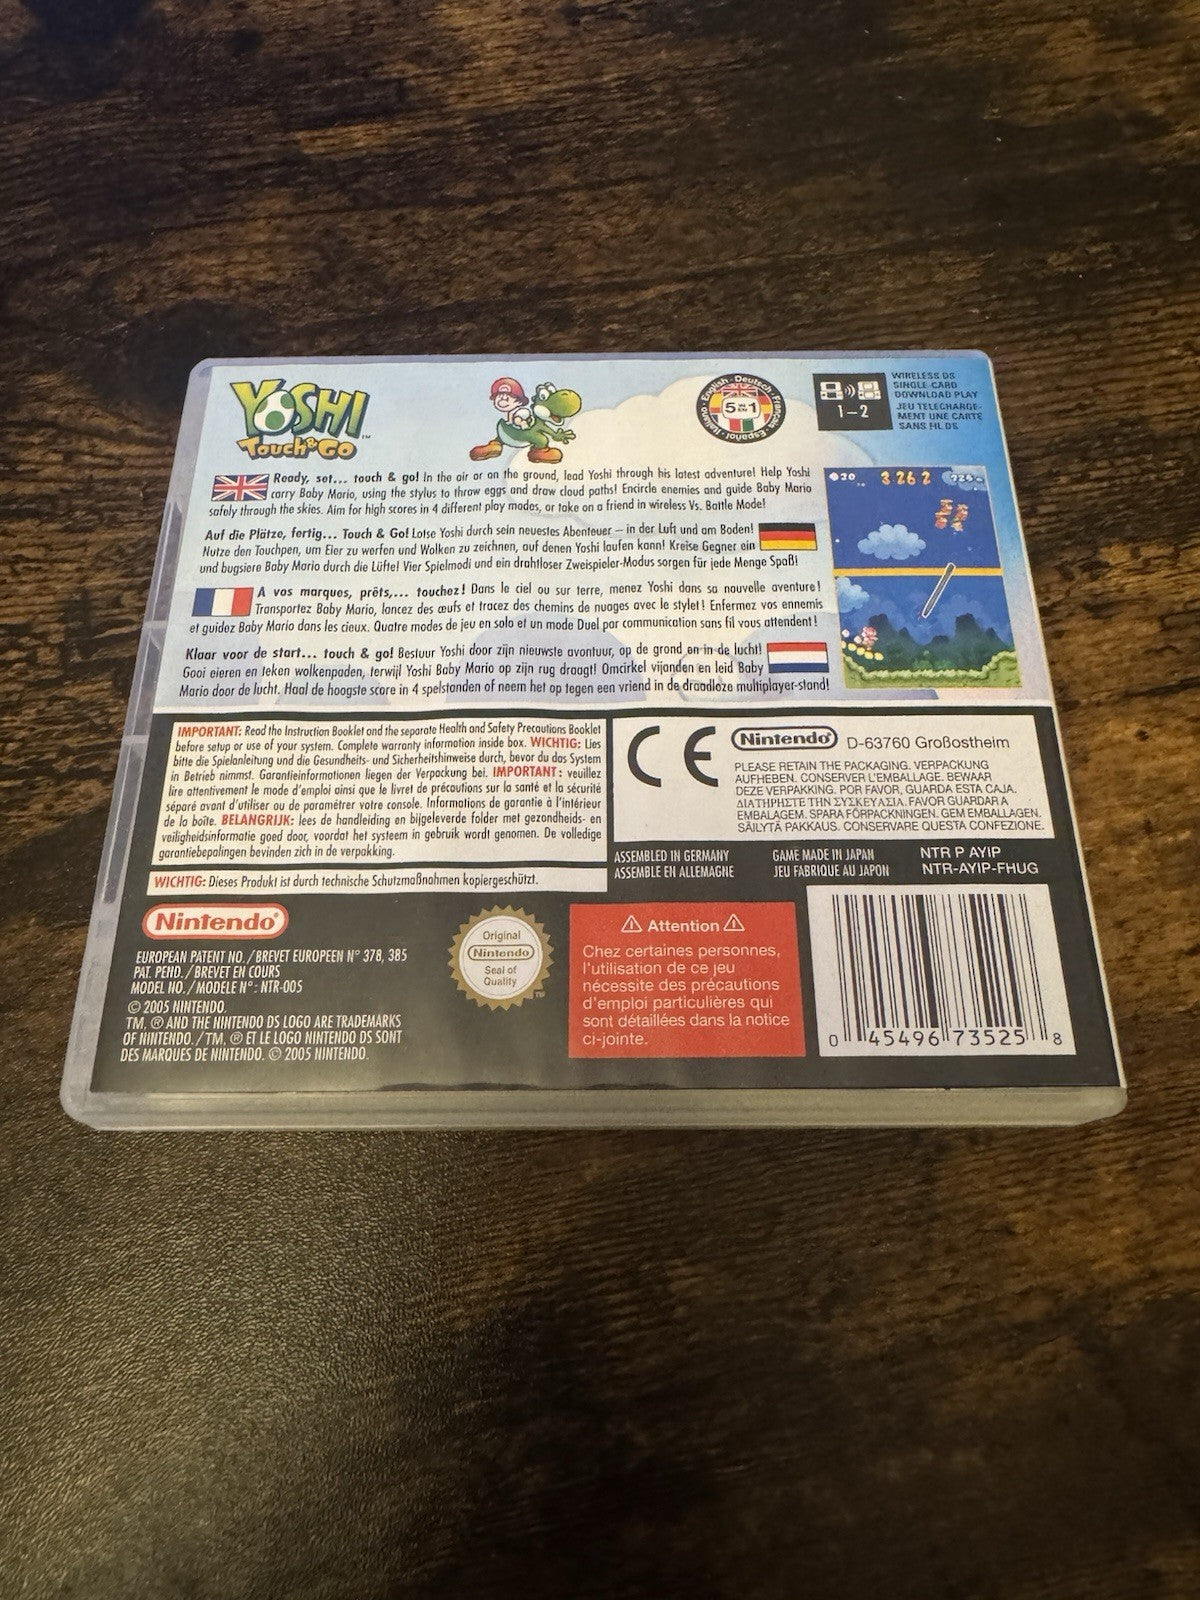 YOSHI
Touch & Go
TM
English · Deutsch · Français · Español · Italiano
5 IN 1
1–2
WIRELESS DS
SINGLE-CARD
DOWNLOAD PLAY
JEU TÉLÉCHARGE-
MENT UNE CARTE
SANS FIL DS
Ready, set... touch & go! In the air or on the ground, lead Yoshi through his latest adventure! Help Yoshi
carry Baby Mario, using the stylus to throw eggs and draw cloud paths! Encircle enemies and guide Baby Mario
safely through the skies. Aim for high scores in 4 different play modes, or take on a friend in wireless Vs. Battle Mode!
Auf die Plätze, fertig... Touch & Go! Lotse Yoshi durch sein neuestes Abenteuer – in der Luft und am Boden!
Nutze den Touchpen, um Eier zu werfen und Wolken zu zeichnen, auf denen Yoshi laufen kann! Kreise Gegner ein
und bugsiere Baby Mario durch die Lüfte! Vier Spielmodi und ein drahtloser Zweispieler-Modus sorgen für jede Menge Spaß!
A vos marques, prêts,... touchez! Dans le ciel ou sur terre, menez Yoshi dans sa nouvelle aventure!
Transportez Baby Mario, lancez des œufs et tracez des chemins de nuages avec le stylet! Enfermez vos ennemis
et guidez Baby Mario dans les cieux. Quatre modes de jeu en solo et un mode Duel par communication sans fil vous attendent!
Klaar voor de start... touch & go! Bestuur Yoshi door zijn nieuwste avontuur, op de grond en in de lucht!
Gooi eieren en teken wolkenpaden, terwijl Yoshi Baby Mario op zijn rug draagt! Omcirkel vijanden en leid Baby
Mario door de lucht. Haal de hoogste score in 4 spelstanden of neem het op tegen een vriend in de draadloze multiplayer-stand!
30
3.26 2
IMPORTANT: Read the Instruction Booklet and the separate Health and Safety Precautions Booklet
before setup or use of your system. Complete warranty information inside box. WICHTIG: Lies
bitte die Spielanleitung und die Gesundheits- und Sicherheitshinweise durch, bevor du das System
in Betrieb nimmst. Garantieinformationen liegen der Verpackung bei. IMPORTANT: veuillez
lire attentivement le mode d'emploi ainsi que le livret de précautions sur la santé et la sécurité
séparé avant d'utiliser ou de paramétrer votre console. Informations de garantie à l'intérieur
de la boîte. BELANGRIJK: lees de handleiding en bijgeleverde folder met gezondheids- en
veiligheidsinformatie goed door, voordat het systeem in gebruik wordt genomen. De volledige
garantiebepalingen bevinden zich in de verpakking.
WICHTIG: Dieses Produkt ist durch technische Schutzmaßnahmen kopiergeschützt.
CE
Nintendo®
D-63760 Großostheim
PLEASE RETAIN THE PACKAGING. VERPACKUNG
AUFHEBEN. CONSERVER L'EMBALLAGE. BEWAAR
DEZE VERPAKKING. POR FAVOR, GUARDA ESTA CAJA.
ΔΙΑΤΗΡΗΣΤΕ ΤΗΝ ΣΥΣΚΕΥΑΣΙΑ. FAVOR GUARDAR A
EMBALAGEM. SPARA FÖRPACKNINGEN. GEM EMBALLAGEN.
SÄILYTÄ PAKKAUS. CONSERVARE QUESTA CONFEZIONE.
ASSEMBLED IN GERMANY
ASSEMBLE EN ALLEMAGNE
GAME MADE IN JAPAN
JEU FABRIQUE AU JAPON
NTR P AYIP
NTR-AYIP-FHUG
Nintendo®
EUROPEAN PATENT NO./BREVET EUROPEEN N° 378, 385
PAT. PEND./BREVET EN COURS
MODEL NO./MODELE N°: NTR-005
© 2005 NINTENDO.
TM, ® AND THE NINTENDO DS LOGO ARE TRADEMARKS
OF NINTENDO./TM, ® ET LE LOGO NINTENDO DS SONT
DES MARQUES DE NINTENDO. © 2005 NINTENDO.
Original
Nintendo®
Seal of
Quality
TM
⚠ Attention ⚠
Chez certaines personnes,
l'utilisation de ce jeu
nécessite des précautions
d'emploi particulières qui
sont détaillées dans la notice
ci-jointe.
0 45496 73525 8